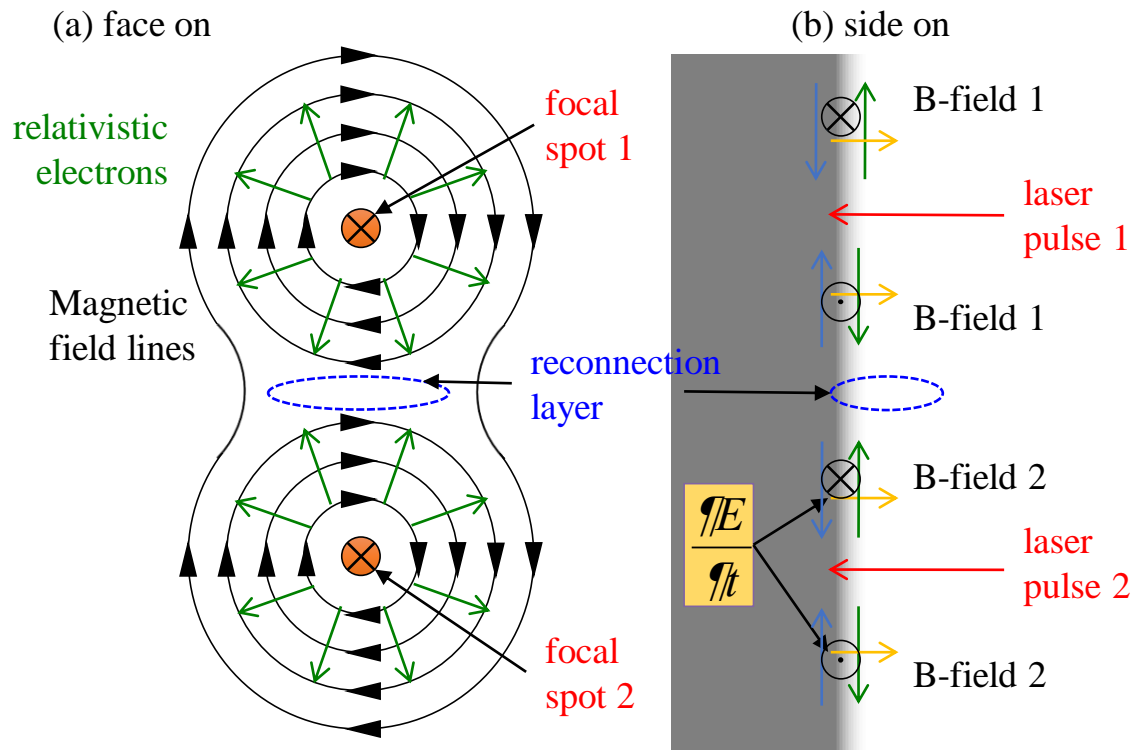 (a) face on
(b) side on
relativistic
electrons
focal
spot 1
Magnetic
field lines
reconnection
layer
focal
spot 2
B-field 1
laser
pulse 1
B-field 1
B-field 2
¶E
¶t
laser
pulse 2
B-field 2